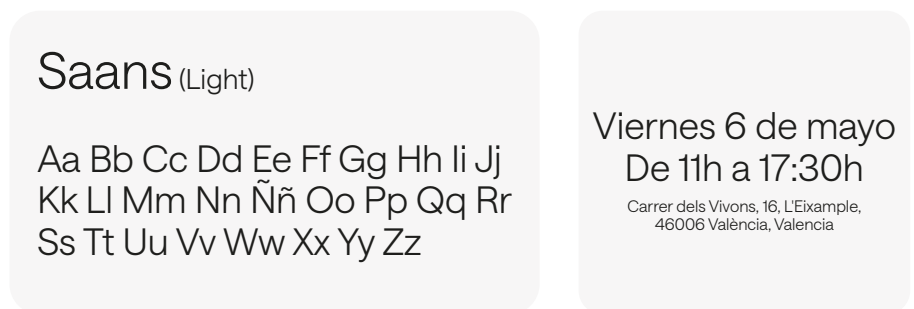 Saans (Light)
Aa Bb Cc Dd Ee Ff Gg Hh Ii Jj
Kk Ll Mm Nn Ññ Oo Pp Qq Rr
Ss Tt Uu Vv Ww Xx Yy Zz
Viernes 6 de mayo
De 11h a 17:30h
Carrer dels Vivons, 16, L'Eixample,
46006 València, Valencia